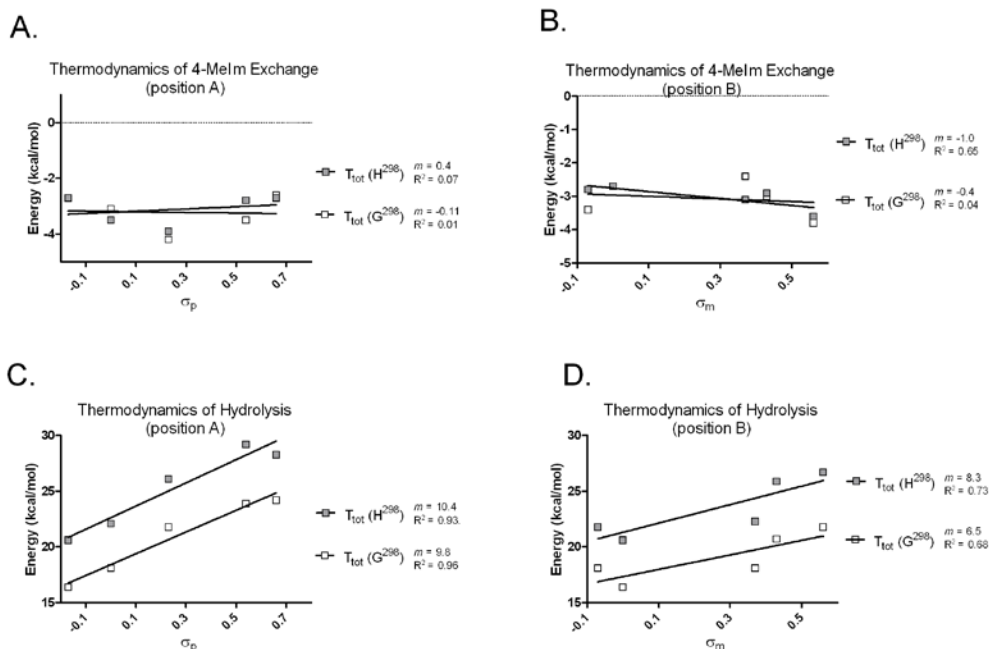 A.
Thermodynamics of 4-MeIm Exchange
(position A)
0
-2
-4
Energy (kcal/mol)
-0.1
0.1
0.3
0.5
0.7
σp
Ttot (H298) m = 0.4
R2 = 0.07
Ttot (G298) m = -0.11
R2 = 0.01
B.
Thermodynamics of 4-MeIm Exchange
(position B)
0
-1
-2
-3
-4
-5
Energy (kcal/mol)
-0.1
0.1
0.3
0.5
σm
Ttot (H298) m = -1.0
R2 = 0.65
Ttot (G298) m = -0.4
R2 = 0.04
C.
Thermodynamics of Hydrolysis
(position A)
30
25
20
15
Energy (kcal/mol)
-0.1
0.1
0.3
0.5
0.7
σp
Ttot (H298) m = 10.4
R2 = 0.93.
Ttot (G298) m = 9.8
R2 = 0.96
D.
Thermodynamics of Hydrolysis
(position B)
30
25
20
15
Energy (kcal/mol)
-0.1
0.1
0.3
0.5
σm
Ttot (H298) m = 8.3
R2 = 0.73
Ttot (G298) m = 6.5
R2 = 0.68